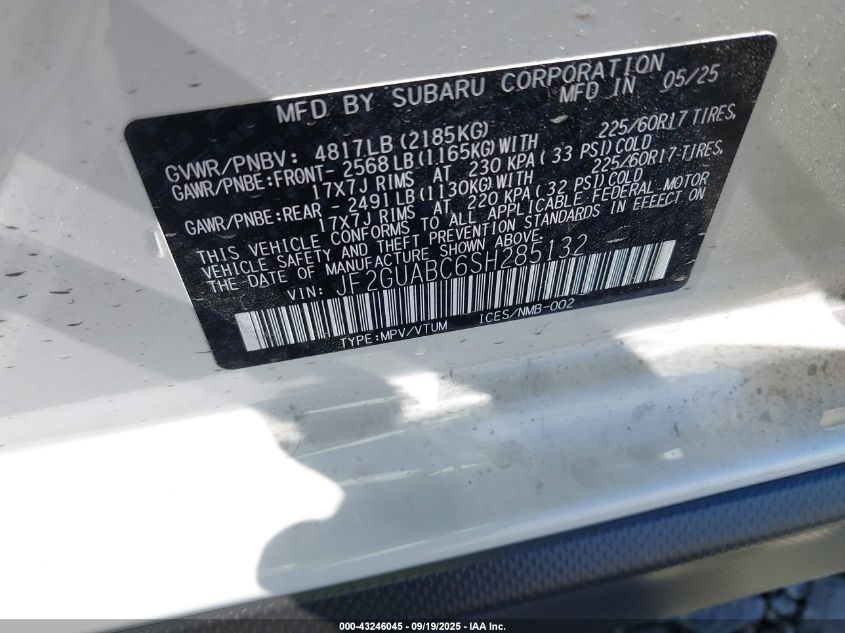 MFD BY SUBARU CORPORATION
MFD IN 05/25
GVWR/PNBV: 4817LB (2185KG)
GAWR/PNBE:FRONT- 2568LB(1165KG)WITH 225/60R17 TIRES,
17X7J RIMS AT 230 KPA(33 PSI)COLD
GAWR/PNBE:REAR - 2491LB(1130KG)WITH 225/60R17-TIRES,
17X7J RIMS AT 220 KPA(32 PSI)COLD
THIS VEHICLE CONFORMS TO ALL APPLICABLE FEDERAL MOTOR
VEHICLE SAFETY AND THEFT PREVENTION STANDARDS IN EFFECT ON
THE DATE OF MANUFACTURE SHOWN ABOVE.
VIN: JF2GUABC6SH285132
TYPE:MPV/VTUM ICES/NMB-002
000-43246045 - 09/19/2025 - IAA Inc.